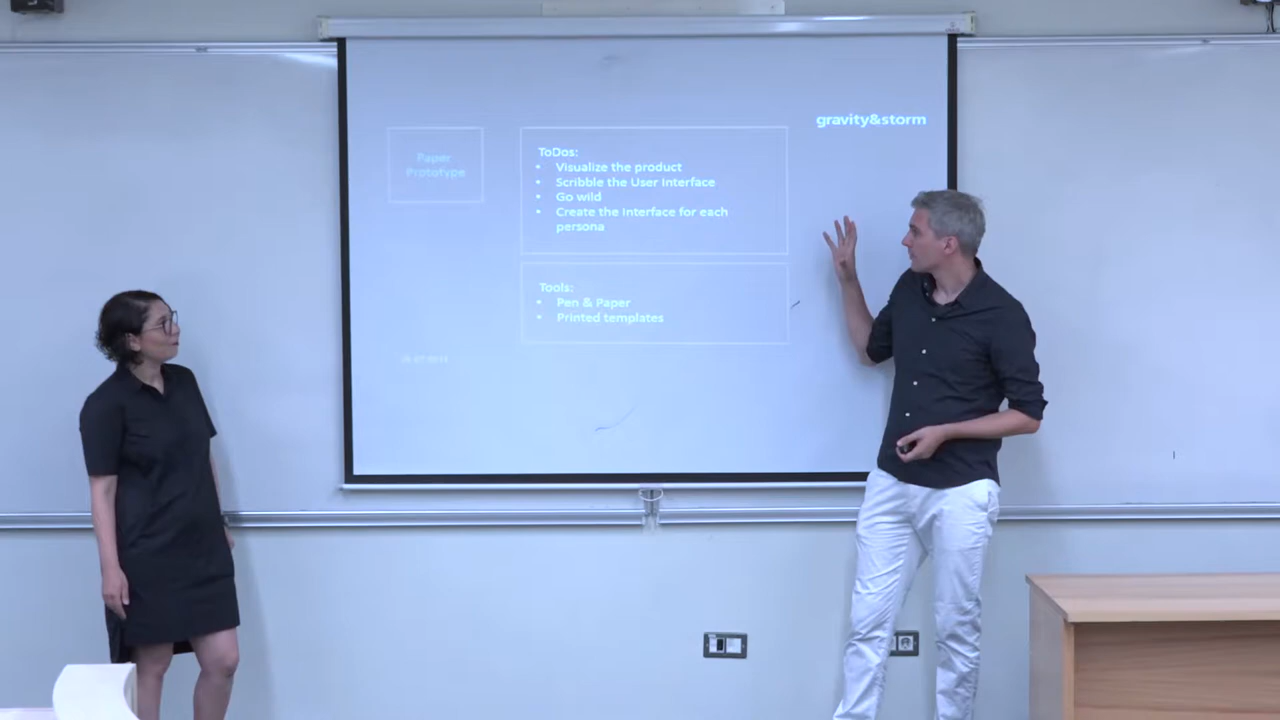 gravity&storm
Paper
Prototype
ToDos:
• Visualize the product
• Scribble the User Interface
• Go wild
• Create the interface for each
persona
Tools:
• Pen & Paper
• Printed templates